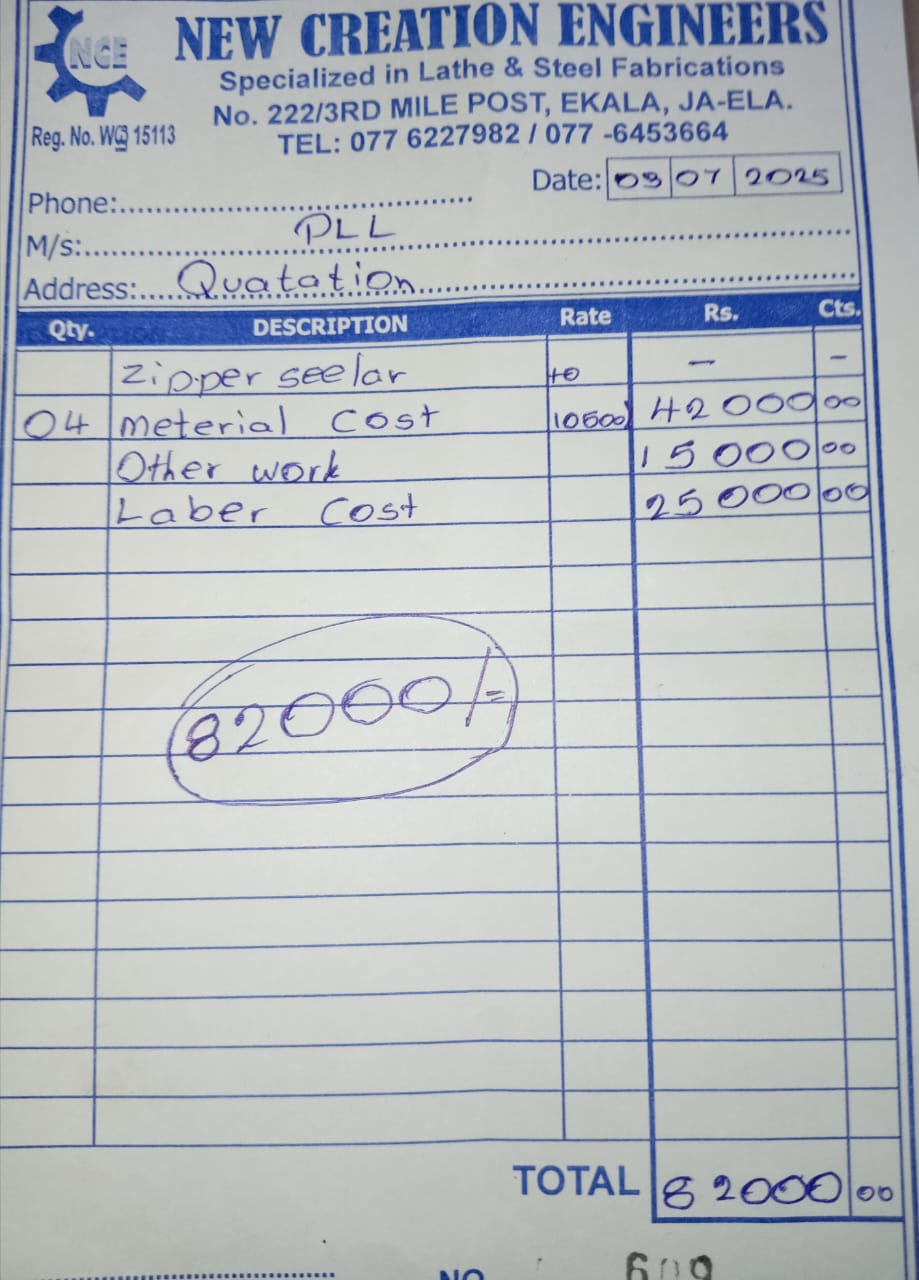 NCE
NEW CREATION ENGINEERS
Specialized in Lathe & Steel Fabrications
No. 222/3RD MILE POST, EKALA, JA-ELA.
Reg. No. WG 15113
TEL: 077 6227982 / 077 -6453664
Date: 09 07 2025
Phone:
M/s: PLL
Address: Quatation
Qty. DESCRIPTION Rate Rs. Cts.
Zipper seelar — –
04 meterial Cost 10500 42000 00
Other work 15000 00
Laber Cost 25000 00
82000/=
TOTAL 82000 00
NO 609